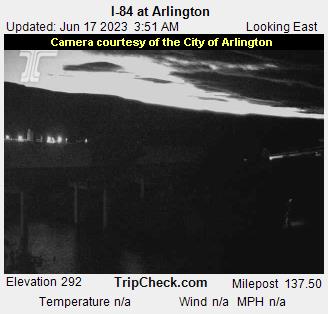 I-84 at Arlington
Updated: Jun 17 2023 3:51 AM Looking East
Camera courtesy of the City of Arlington
Elevation 292 TripCheck.com Milepost 137.50
Temperature n/a Wind n/a MPH n/a